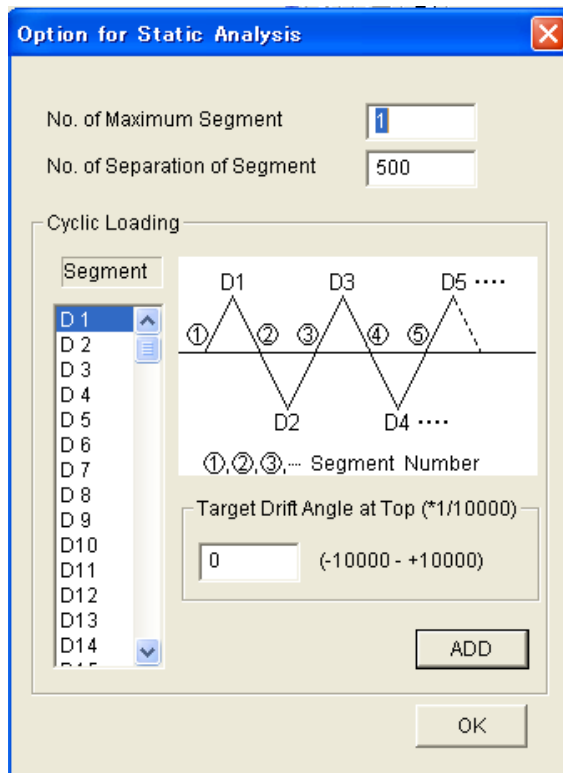 Option for Static Analysis
No. of Maximum Segment
1
No. of Separation of Segment
500
Cyclic Loading
Segment
D 1
D 2
D 3
D 4
D 5
D 6
D 7
D 8
D 9
D10
D11
D12
D13
D14
D1 D3 D5 ····
① ② ③ ④ ⑤
D2 D4 ····
①,②,③,··· Segment Number
Target Drift Angle at Top (*1/10000)
0 (-10000 - +10000)
ADD
OK